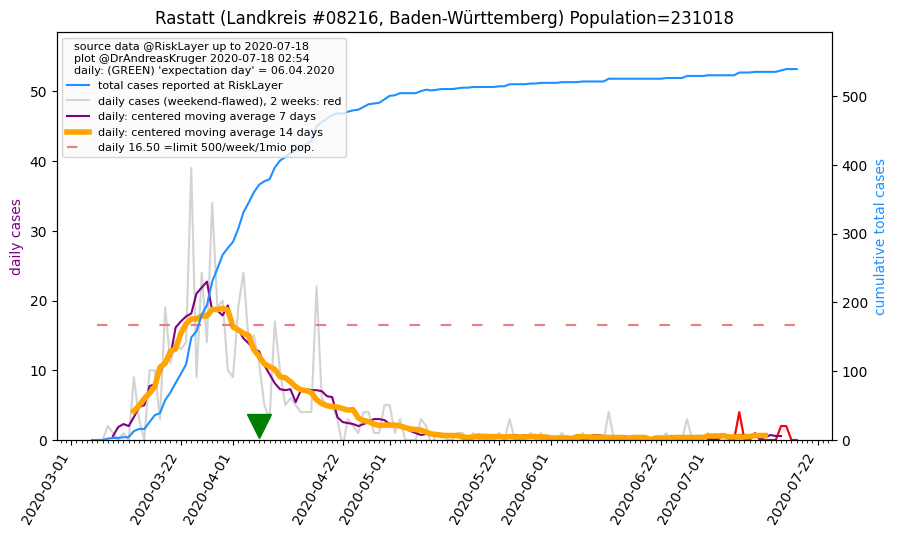 Rastatt (Landkreis #08216, Baden-Württemberg) Population=231018
source data @RiskLayer up to 2020-07-18
plot @DrAndreasKruger 2020-07-18 02:54
daily: (GREEN) 'expectation day' = 06.04.2020
total cases reported at RiskLayer
daily cases (weekend-flawed), 2 weeks: red
daily: centered moving average 7 days
daily: centered moving average 14 days
daily 16.50 =limit 500/week/1mio pop.
daily cases
50
40
30
20
10
0
cumulative total cases
500
400
300
200
100
0
2020-03-01
2020-03-22
2020-04-01
2020-04-22
2020-05-01
2020-05-22
2020-06-01
2020-06-22
2020-07-01
2020-07-22